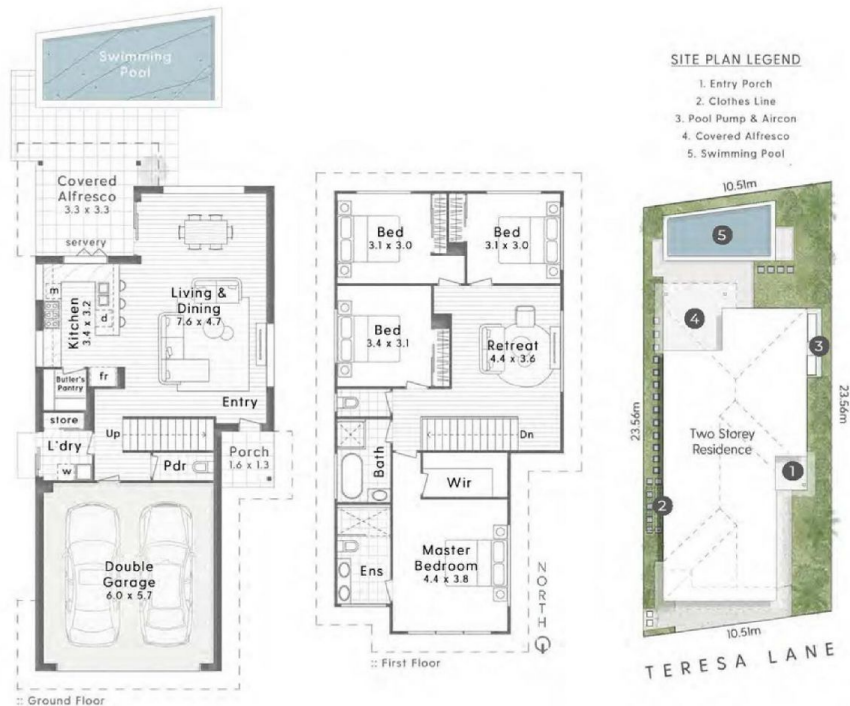 Swimming
Pool
Covered
Alfresco
3.3 x 3.3
servery
m
d
Kitchen
3.4 x 3.2
Living &
Dining
7.6 x 4.7
Butler's
Pantry
fr
store
Entry
L'dry
Up
w
Pdr
Porch
1.6 x 1.3
Double
Garage
6.0 x 5.7
:: Ground Floor
Bed
3.1 x 3.0
Bed
3.1 x 3.0
Bed
3.4 x 3.1
Retreat
4.4 x 3.6
Dn
Bath
Wir
Ens
Master
Bedroom
4.4 x 3.8
NORTH
:: First Floor
SITE PLAN LEGEND
1. Entry Porch
2. Clothes Line
3. Pool Pump & Aircon
4. Covered Alfresco
5. Swimming Pool
10.51m
5
4
3
23.56m
23.56m
Two Storey
Residence
1
2
10.51m
TERESA LANE